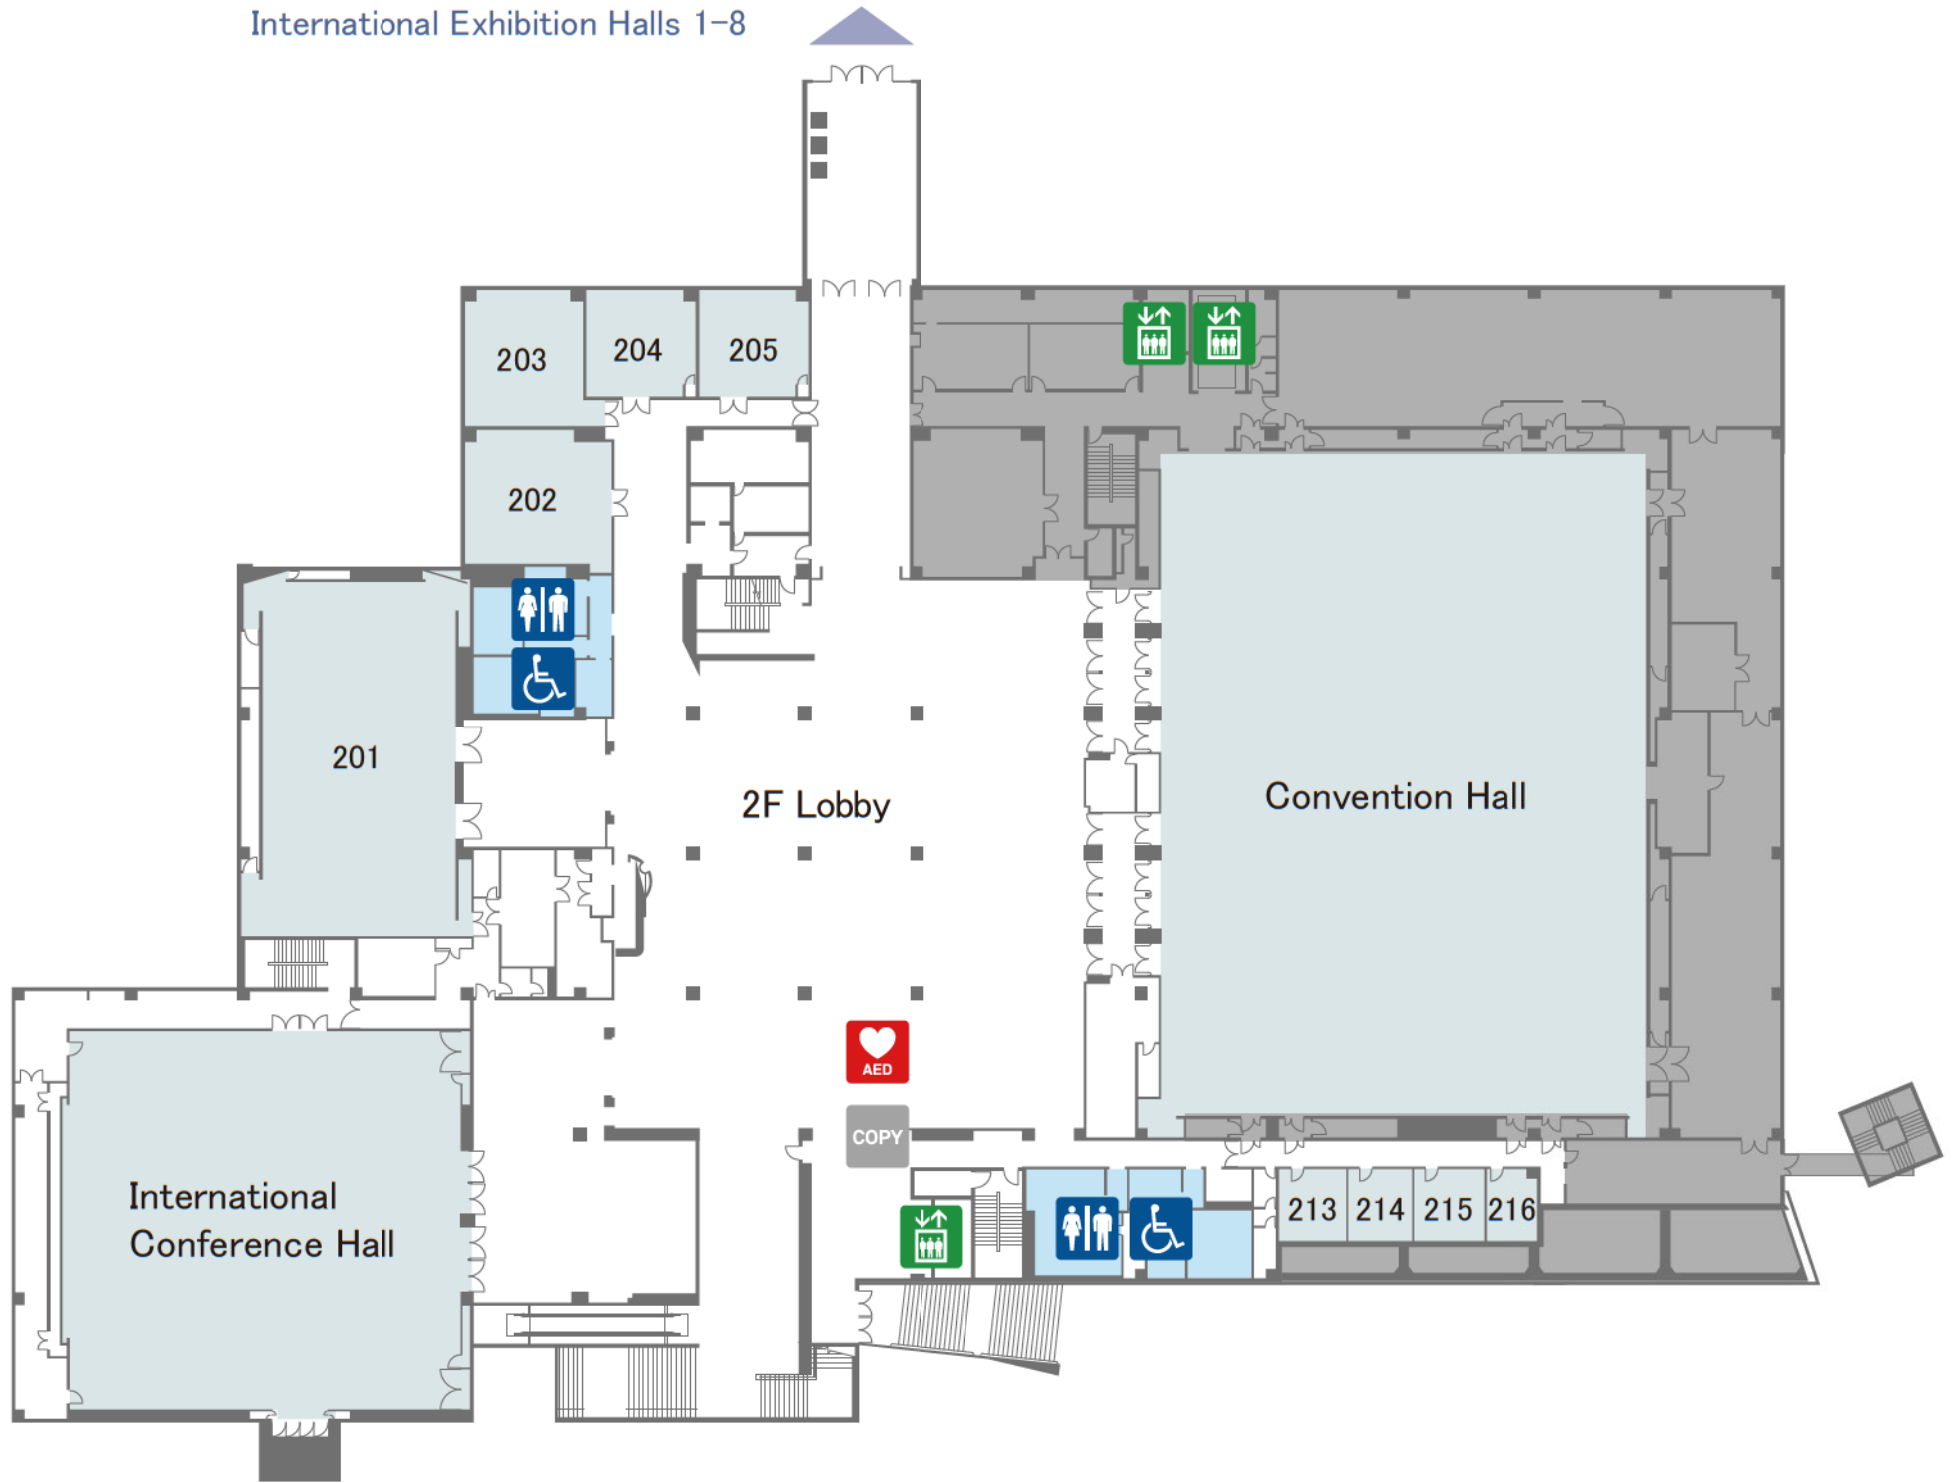 International Exhibition Halls 1-8
203
204
205
202
201
2F Lobby
Convention Hall
AED
COPY
International
Conference Hall
213
214
215
216